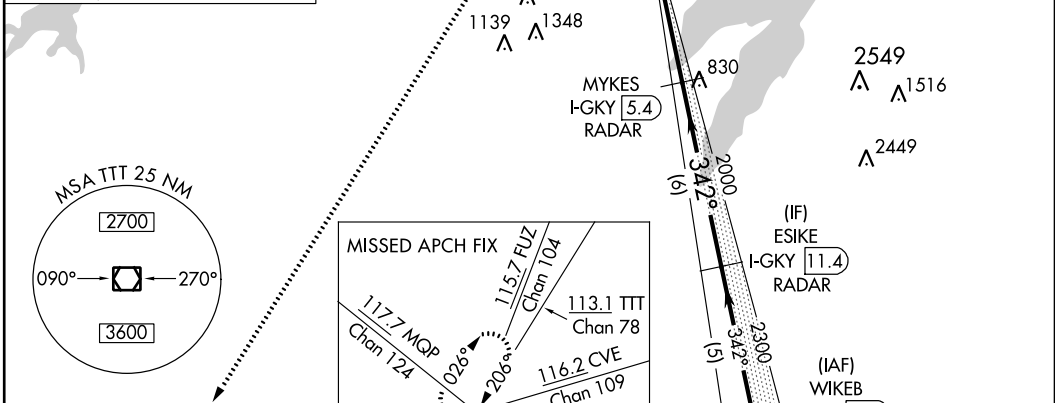 1139
1348
MYKES
I-GKY 5.4
RADAR
830
2549
1516
2449
342°
2000
(6)
MSA TTT 25 NM
2700
090°
270°
3600
MISSED APCH FIX
115.7 FUZ
Chan 104
113.1 TTT
Chan 78
117.7 MQP
Chan 124
026°
206°
116.2 CVE
Chan 109
(IF)
ESIKE
I-GKY 11.4
RADAR
342°
2300
(5)
(IAF)
WIKEB